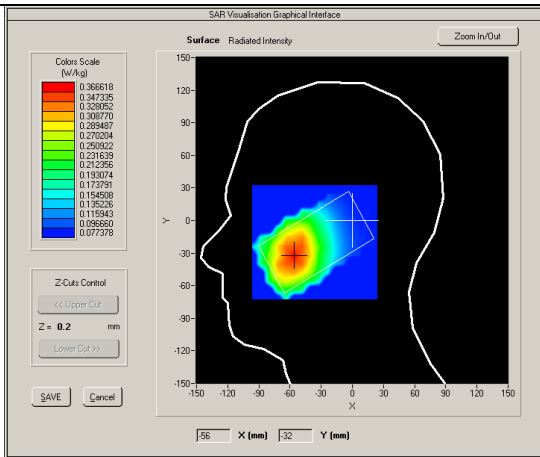 SAR Visualisation Graphical Interface
Surface Radiated Intensity
Zoom In/Out
Colors Scale
(W/kg)
0.366618
0.347335
0.328052
0.308770
0.289487
0.270204
0.250922
0.231639
0.212356
0.193074
0.173791
0.154508
0.135226
0.115943
0.096660
0.077378
Z-Cuts Control
<< Upper Cut
Z = 0.2 mm
Lower Cut >>
SAVE Cancel
150
120
90
60
30
0
-30
-60
-90
-120
-150
Y
-150 -120 -90 -60 -30 0 30 60 90 120 150
X
-56 X (mm) -32 Y (mm)